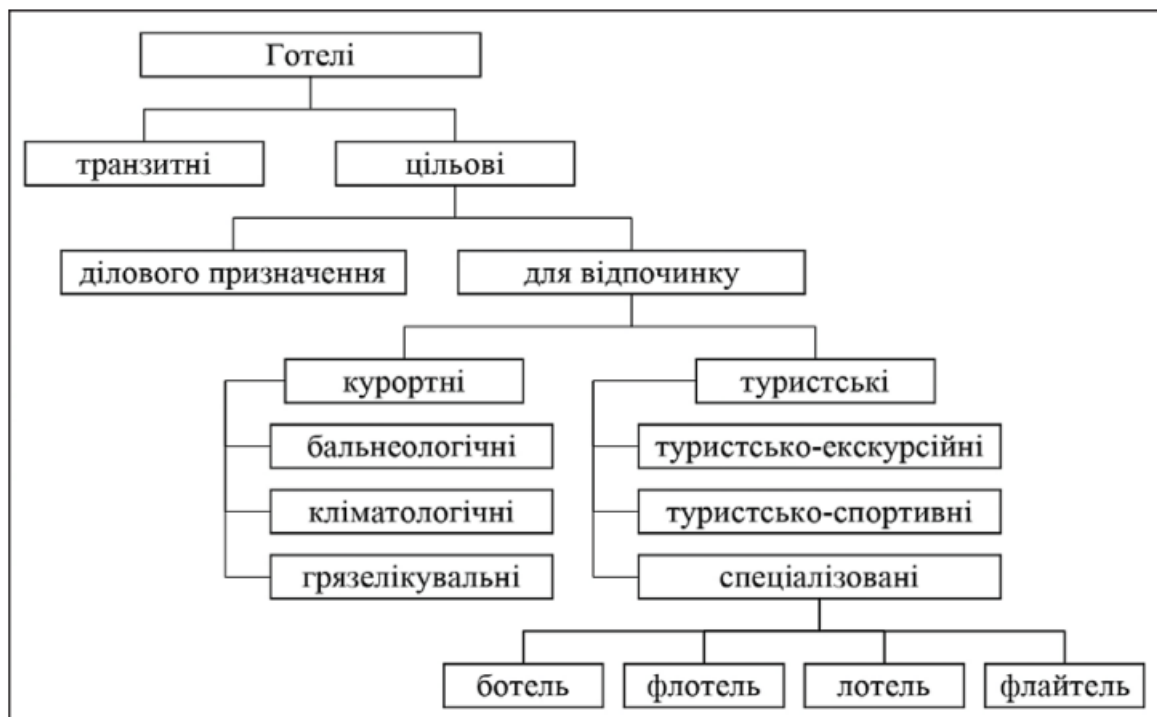 Готелі
транзитні
цільові
ділового призначення
для відпочинку
курортні
туристські
бальнеологічні
туристсько-екскурсійні
кліматологічні
туристсько-спортивні
грязелікувальні
спеціалізовані
ботель
флотель
лотель
флайтель